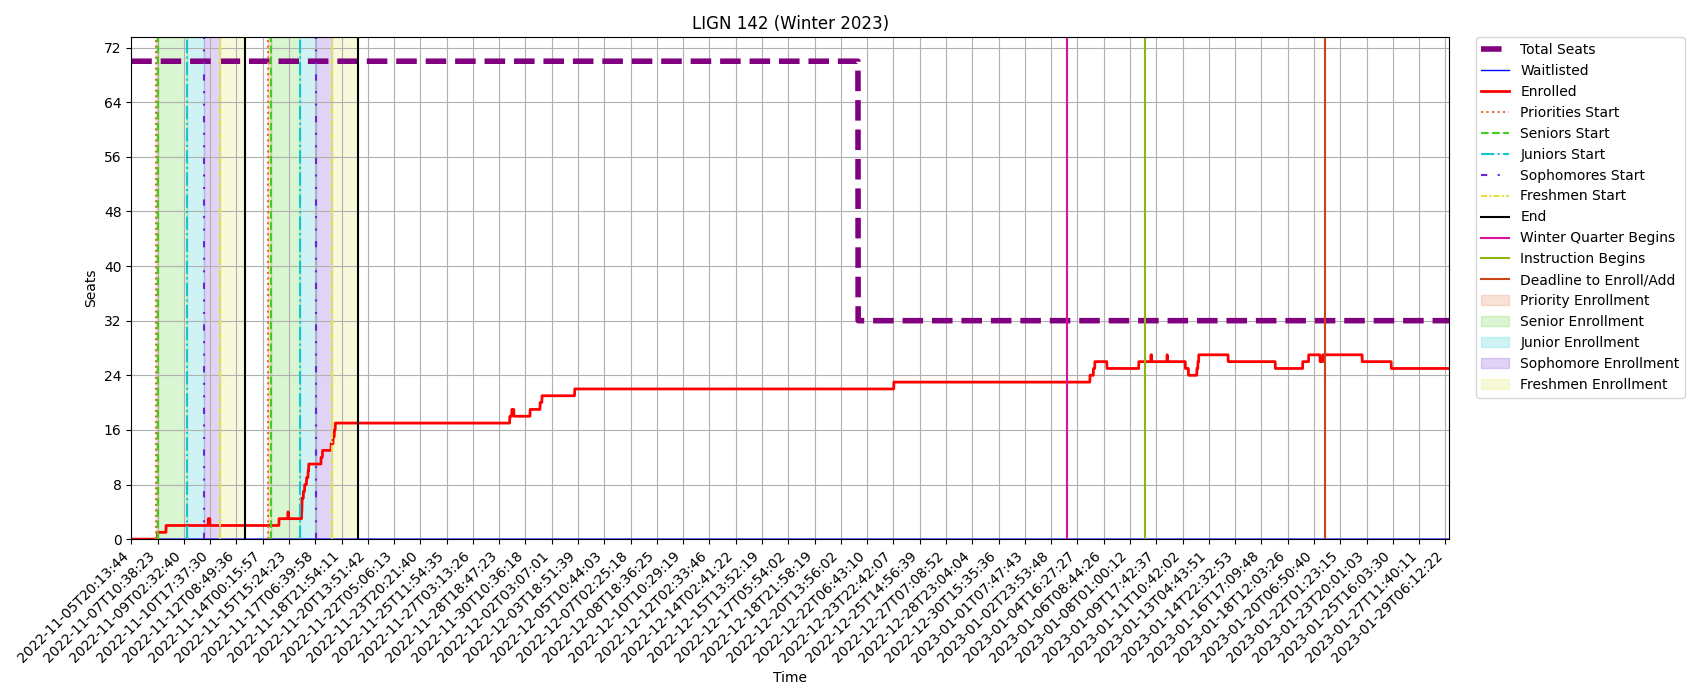 LIGN 142 (Winter 2023)
72
64
56
48
40
32
24
16
8
0
Seats
2022-11-05T20:13:44
2022-11-07T10:38:23
2022-11-09T02:32:40
2022-11-10T17:37:30
2022-11-12T08:49:36
2022-11-14T00:15:57
2022-11-15T15:24:23
2022-11-17T06:39:58
2022-11-18T21:54:11
2022-11-20T13:51:42
2022-11-22T05:06:13
2022-11-23T20:21:40
2022-11-25T11:54:35
2022-11-27T03:13:26
2022-11-28T18:47:23
2022-11-30T10:36:18
2022-12-02T03:07:01
2022-12-03T18:51:39
2022-12-05T10:44:03
2022-12-07T02:25:18
2022-12-08T18:36:25
2022-12-10T10:29:19
2022-12-12T02:33:46
2022-12-14T02:41:22
2022-12-15T13:52:19
2022-12-17T05:54:02
2022-12-18T21:58:19
2022-12-20T13:56:02
2022-12-22T06:43:10
2022-12-23T22:42:07
2022-12-25T14:56:39
2022-12-27T07:08:52
2022-12-28T23:04:04
2022-12-30T15:35:36
2023-01-01T07:47:43
2023-01-02T23:53:48
2023-01-04T16:27:27
2023-01-06T08:44:26
2023-01-08T01:00:12
2023-01-09T17:42:37
2023-01-11T10:42:02
2023-01-13T04:43:51
2023-01-14T22:32:53
2023-01-16T17:09:48
2023-01-18T12:03:26
2023-01-20T06:50:40
2023-01-22T01:23:15
2023-01-23T20:01:03
2023-01-25T16:03:30
2023-01-27T11:40:11
2023-01-29T06:12:22
Time
Total Seats
Waitlisted
Enrolled
Priorities Start
Seniors Start
Juniors Start
Sophomores Start
Freshmen Start
End
Winter Quarter Begins
Instruction Begins
Deadline to Enroll/Add
Priority Enrollment
Senior Enrollment
Junior Enrollment
Sophomore Enrollment
Freshmen Enrollment